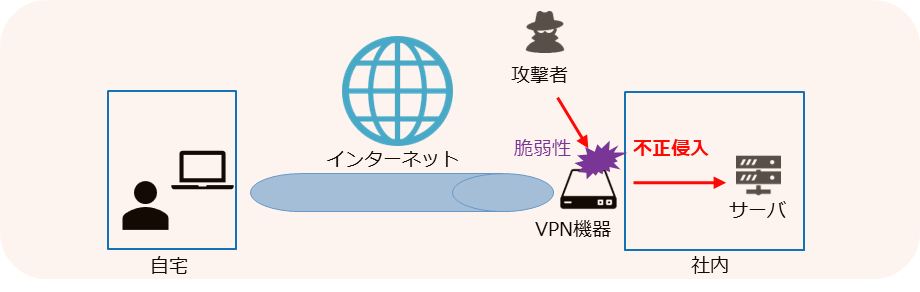 攻撃者
インターネット
脆弱性
不正侵入
サーバ
VPN機器
自宅
社内